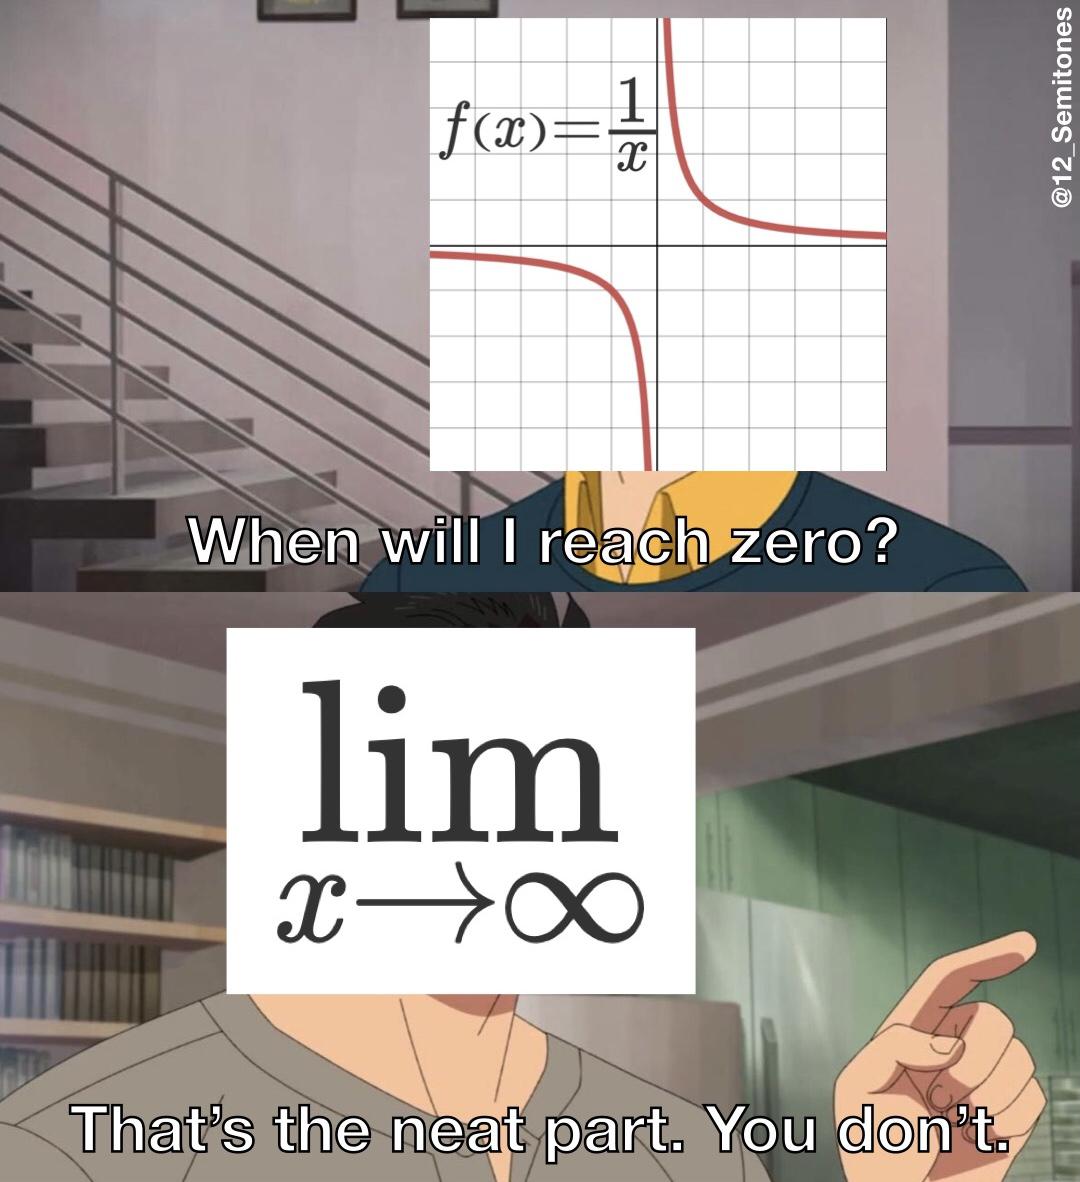 @12_Semitones
f(x)=1/x
When will I reach zero?
lim
x→∞
That's the neat part. You don't.